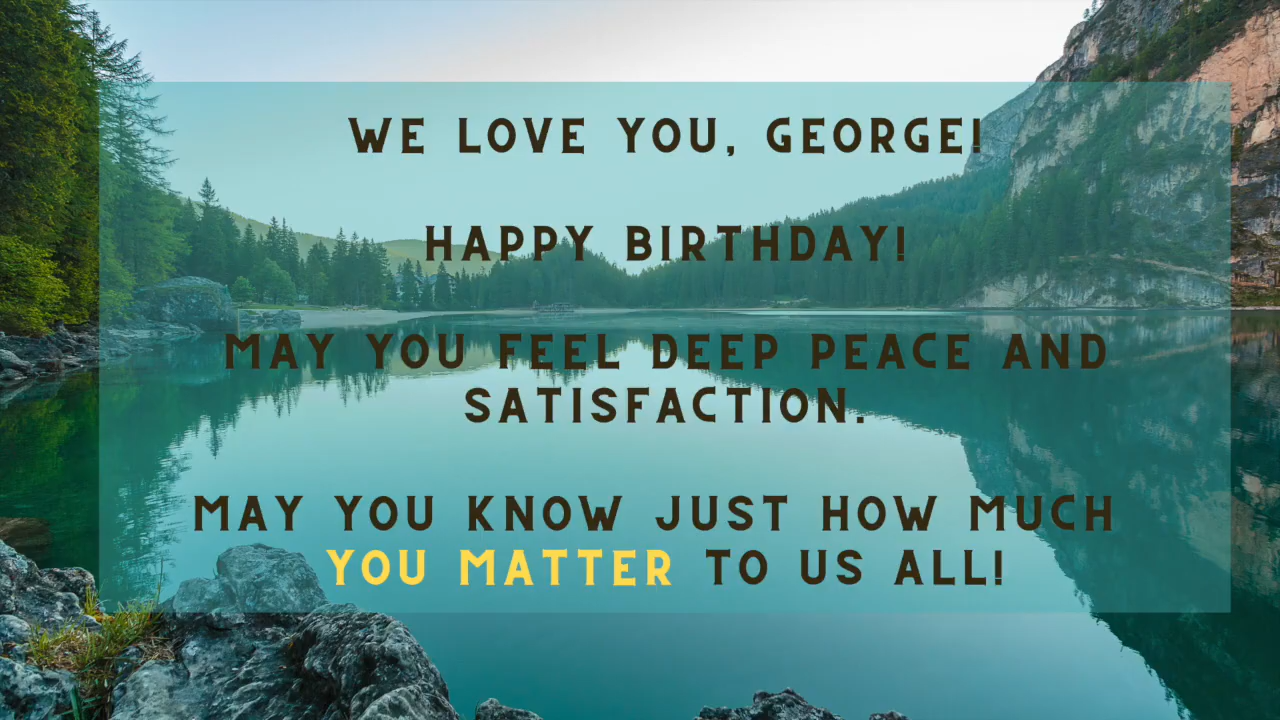 WE LOVE YOU, GEORGE!
HAPPY BIRTHDAY!
MAY YOU FEEL DEEP PEACE AND
SATISFACTION.
MAY YOU KNOW JUST HOW MUCH
YOU MATTER TO US ALL!